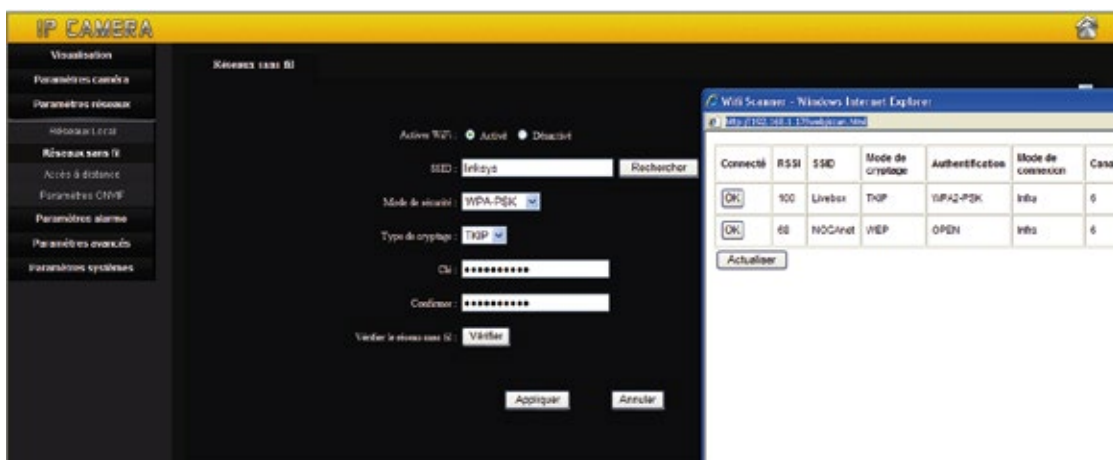 IP CAMERA
Visualisation
Paramètres caméra
Paramètres réseaux
Réseaux Local
Réseaux sans fil
Accès à distance
Paramètres ONVIF
Paramètres alarme
Paramètres avancés
Paramètres systèmes
Réseaux sans fil
Activer WiFi : Activé Désactivé
SSID : linksys Rechercher
Mode de sécurité : WPA-PSK
Type de cryptage : TKIP
Clé : ••••••••••
Confirmer : ••••••••••
Vérifier le réseau sans fil : Vérifier
Appliquer Annuler
Wifi Scanner - Windows Internet Explorer
Connecté RSSI SSID Mode de cryptage Authentification Mode de connexion Cana
OK 100 Livebox TKIP WPA2-PSK Infra 6
OK 68 WEP OPEN Infra 6
Actualiser